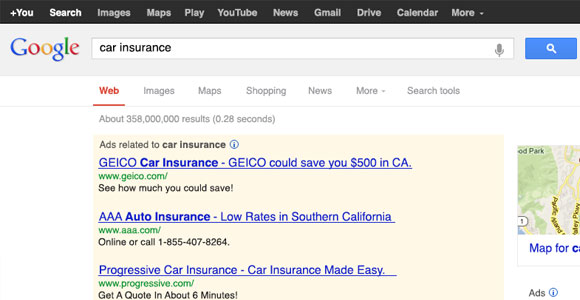 +You Search Images Maps Play YouTube News Gmail Drive Calendar More
Google car insurance
Web Images Maps Shopping News More Search tools
About 358,000,000 results (0.28 seconds)
Ads related to car insurance
GEICO Car Insurance - GEICO could save you $500 in CA.
www.geico.com/
See how much you could save!
AAA Auto Insurance - Low Rates in Southern California
www.aaa.com/
Online or call 1-855-407-8264.
Progressive Car Insurance - Car Insurance Made Easy.
www.progressive.com/
Get A Quote In About 6 Minutes!
ood Park
1
Map for ca
Ads